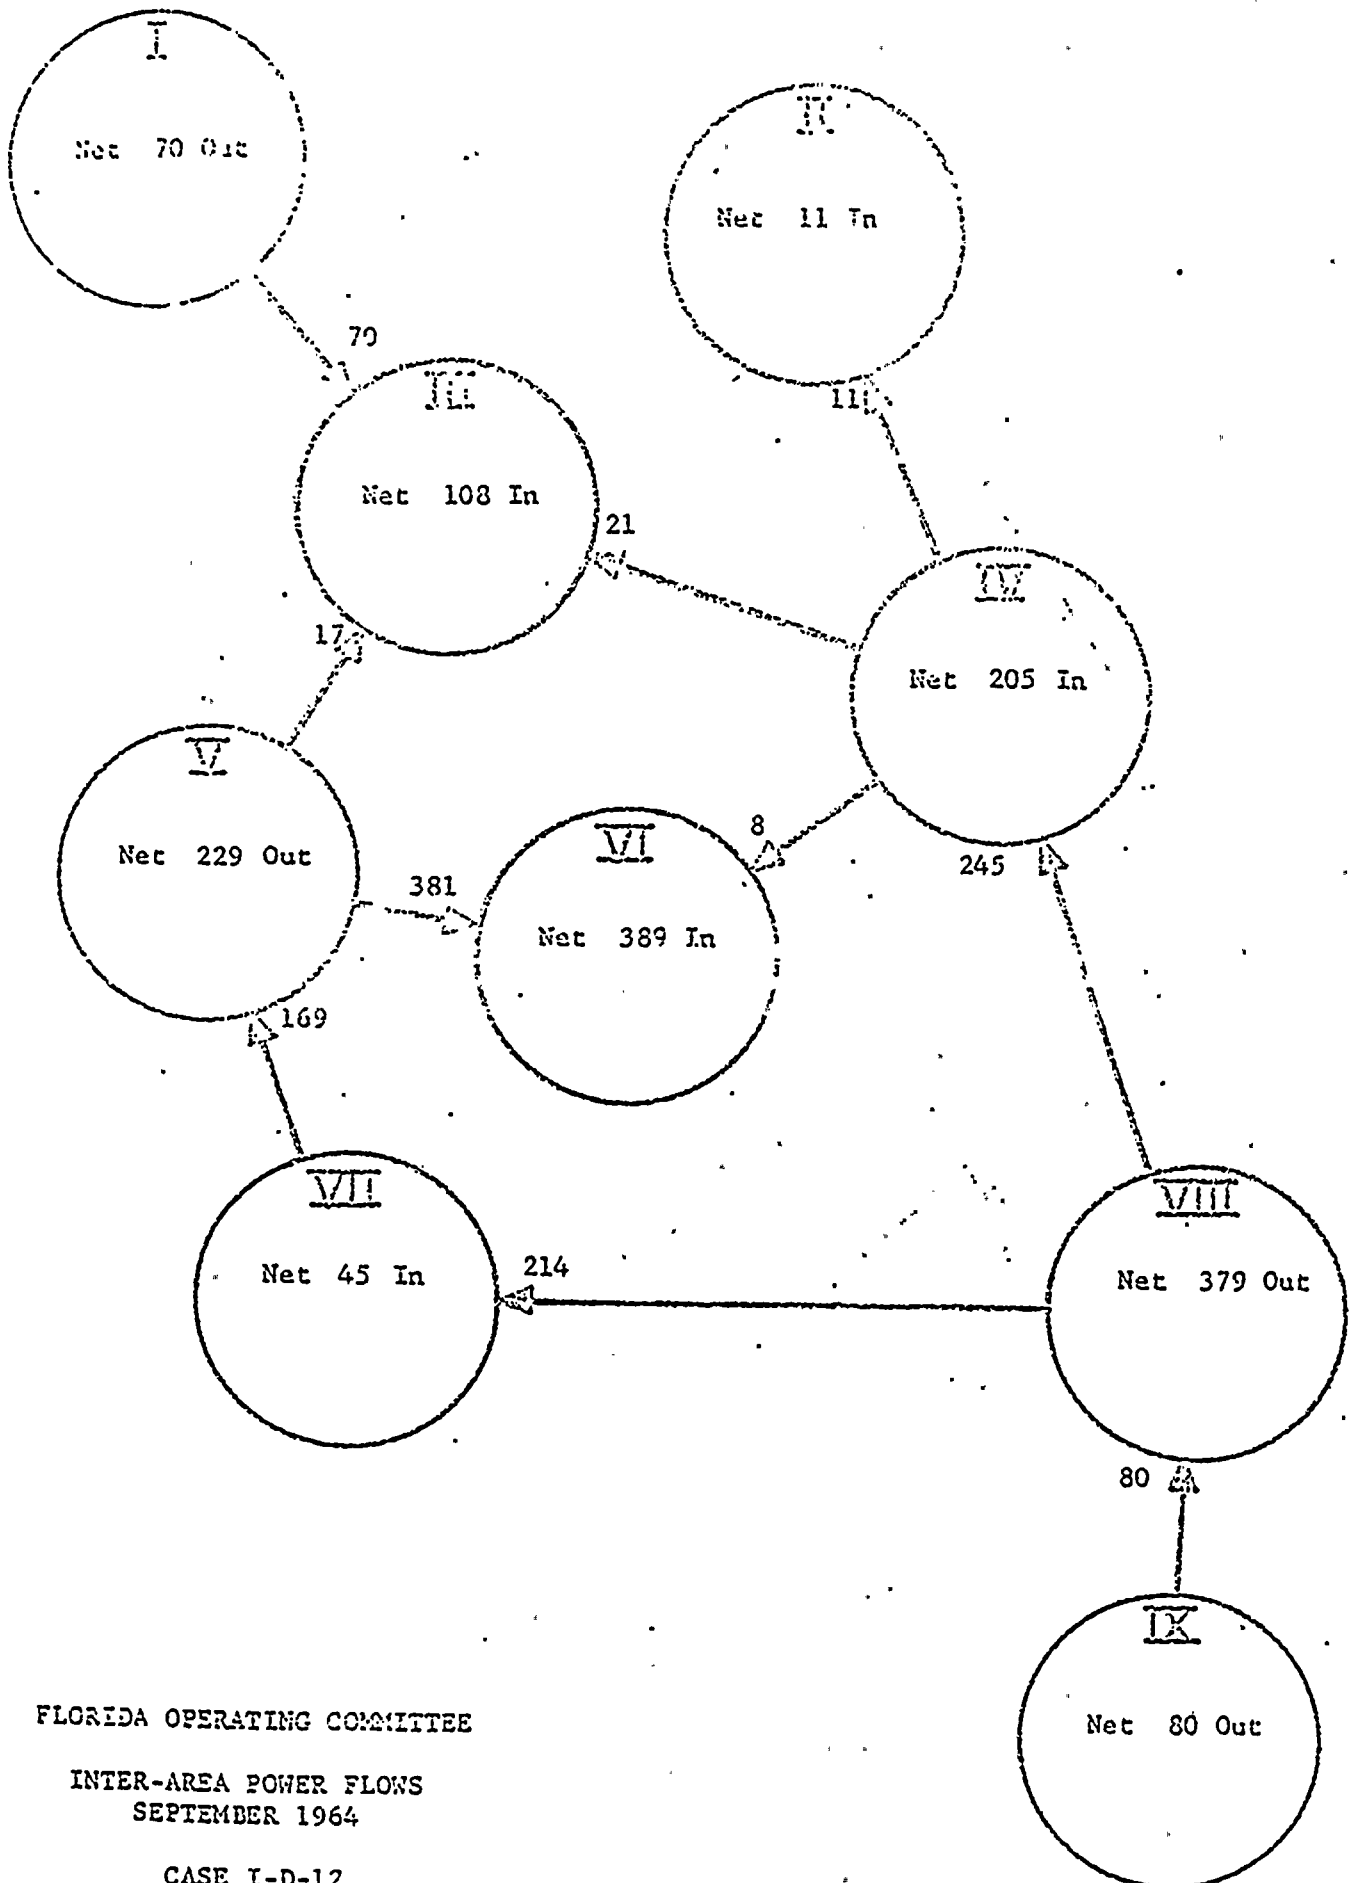 I
Net 70 Out
II
Net 11 In
70
III
Net 108 In
11
21
IV
Net 205 In
17
V
Net 229 Out
VI
Net 389 In
8
245
381
169
VII
Net 45 In
214
VIII
Net 379 Out
80
IX
Net 80 Out
FLORIDA OPERATING COMMITTEE
INTER-AREA POWER FLOWS
SEPTEMBER 1964
CASE I-D-12